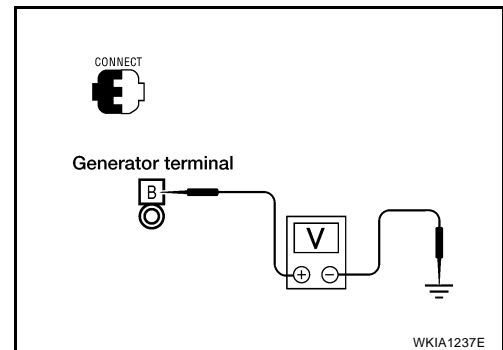 CONNECT
Generator terminal
B
V
+ −
WKIA1237E